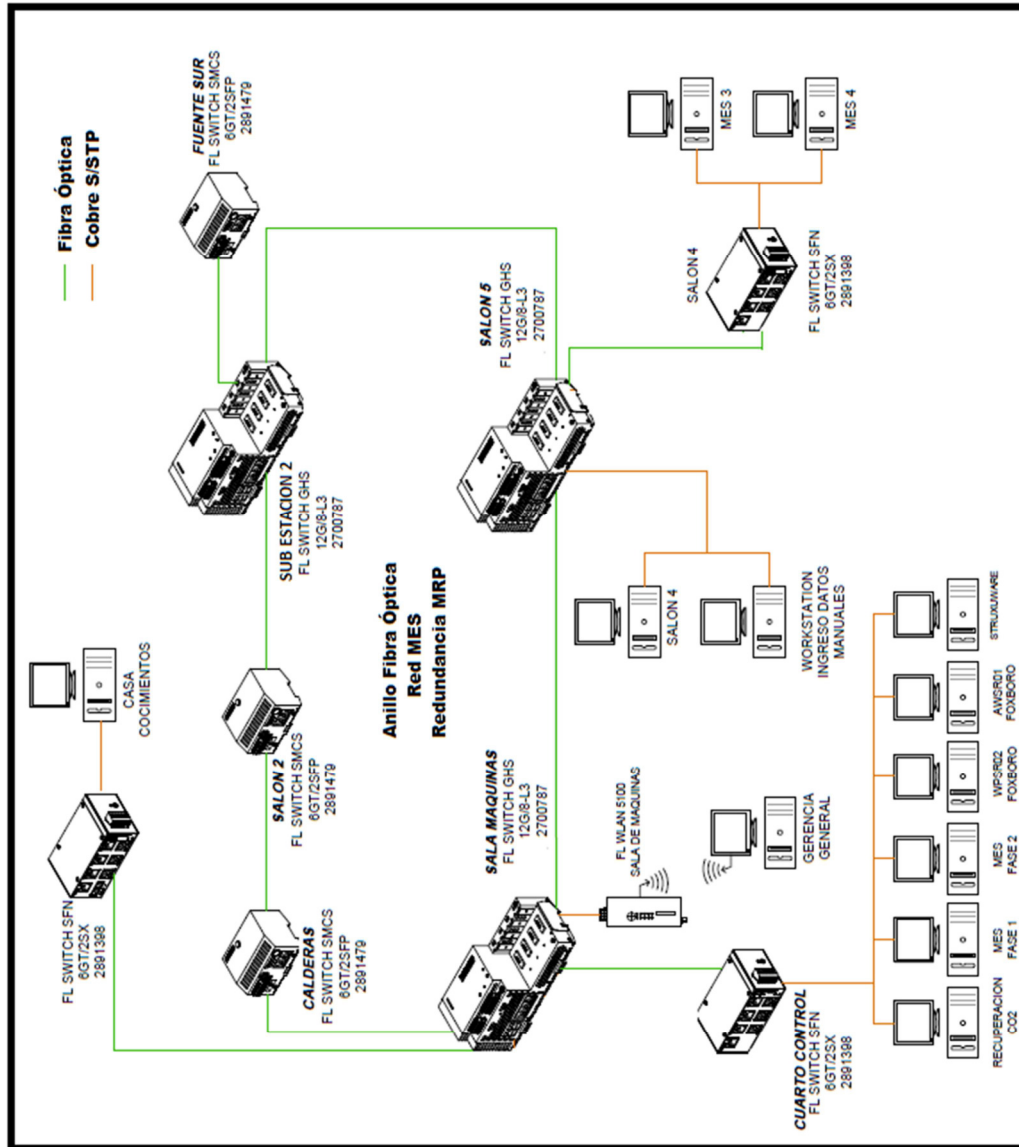 Fibra Óptica
Cobre S/STP
FUENTE SUR
FL SWITCH SMCS
6GT/2SFP
2891479
CASA
COCIMIENTOS
FL SWITCH SFN
6GT/2SX
2891398
SUB ESTACION 2
FL SWITCH GHS
12G/8-L3
2700787
SALON 2
FL SWITCH SMCS
6GT/2SFP
2891479
CALDERAS
FL SWITCH SMCS
6GT/2SFP
2891479
Anillo Fibra Óptica
Red MES
Redundancia MRP
SALON 5
FL SWITCH GHS
12G/8-L3
2700787
SALA MAQUINAS
FL SWITCH GHS
12G/8-L3
2700787
MES 3
MES 4
SALON 4
FL SWITCH SFN
6GT/2SX
2891398
SALON 4
WORKSTATION
INGRESO DATOS
MANUALES
FL WLAN 5100
SALA DE MAQUINAS
GERENCIA
GENERAL
CUARTO CONTROL
FL SWITCH SFN
6GT/2SX
2891398
RECUPERACION
CO2
MES
FASE 1
MES
FASE 2
WPSR02
FOXBORO
AWSR01
FOXBORO
STRUXUWARE